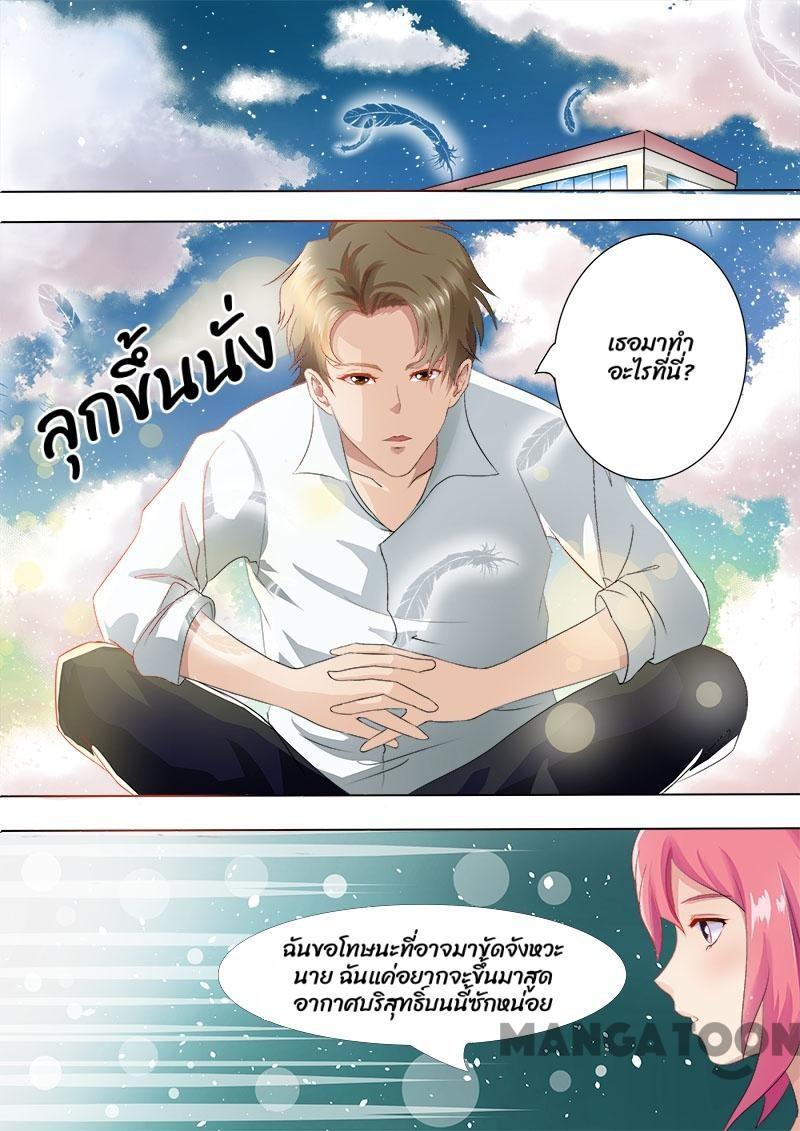 ลุกขึ้นนั่ง
เธอมาทำ
อะไรที่นี่?
ฉันขอโทษนะที่อาจมาขัดจังหวะ
นาย ฉันแค่อยากจะขึ้นมาสูด
อากาศบริสุทธิ์บนนี้ซักหน่อย
MANGATOON